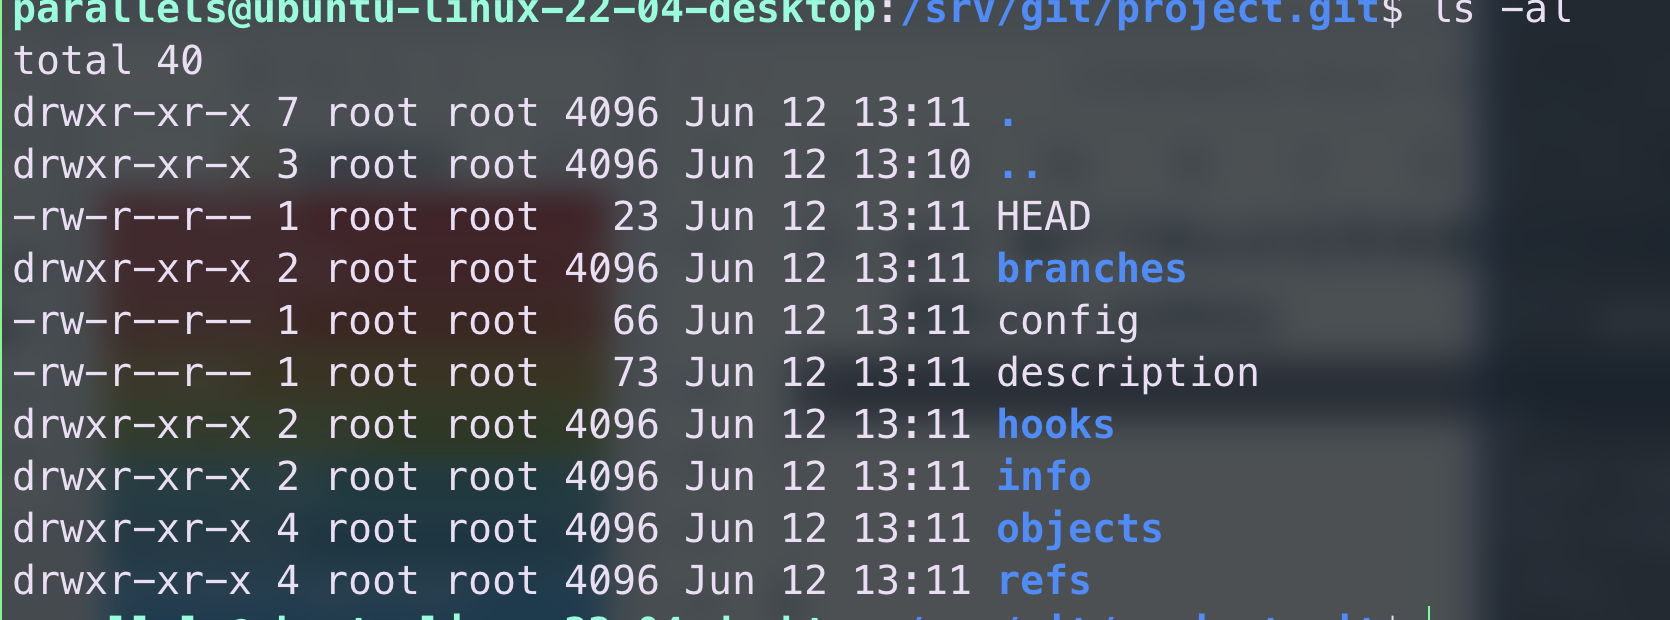 parallels@ubuntu-linux-22-04-desktop:/srv/git/project.git$ ls -al
total 40
drwxr-xr-x 7 root root 4096 Jun 12 13:11 .
drwxr-xr-x 3 root root 4096 Jun 12 13:10 ..
-rw-r--r-- 1 root root   23 Jun 12 13:11 HEAD
drwxr-xr-x 2 root root 4096 Jun 12 13:11 branches
-rw-r--r-- 1 root root   66 Jun 12 13:11 config
-rw-r--r-- 1 root root   73 Jun 12 13:11 description
drwxr-xr-x 2 root root 4096 Jun 12 13:11 hooks
drwxr-xr-x 2 root root 4096 Jun 12 13:11 info
drwxr-xr-x 4 root root 4096 Jun 12 13:11 objects
drwxr-xr-x 4 root root 4096 Jun 12 13:11 refs